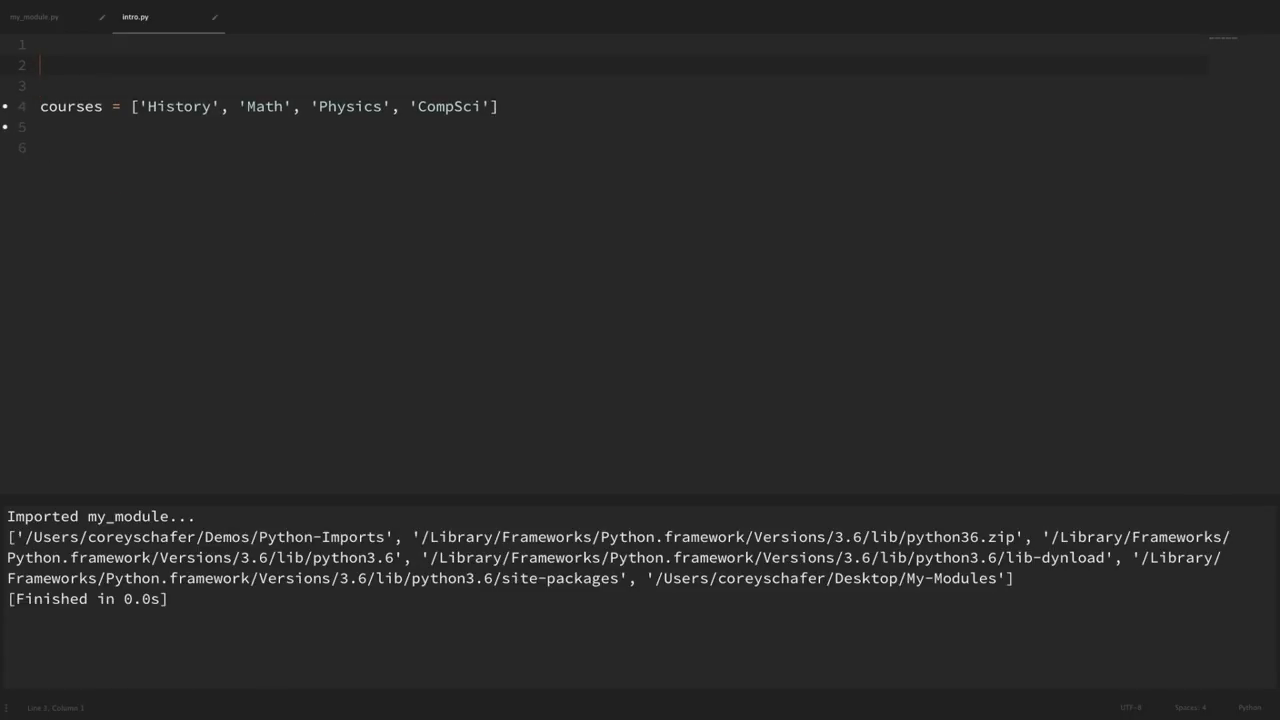 my_module.py
intro.py
1
2
3
4 courses = ['History', 'Math', 'Physics', 'CompSci']
5
6
Imported my_module...
['/Users/coreyschafer/Demos/Python-Imports', '/Library/Frameworks/Python.framework/Versions/3.6/lib/python36.zip', '/Library/Frameworks/
Python.framework/Versions/3.6/lib/python3.6', '/Library/Frameworks/Python.framework/Versions/3.6/lib/python3.6/lib-dynload', '/Library/
Frameworks/Python.framework/Versions/3.6/lib/python3.6/site-packages', '/Users/coreyschafer/Desktop/My-Modules']
[Finished in 0.0s]
Line 3, Column 1
UTF-8
Spaces: 4
Python